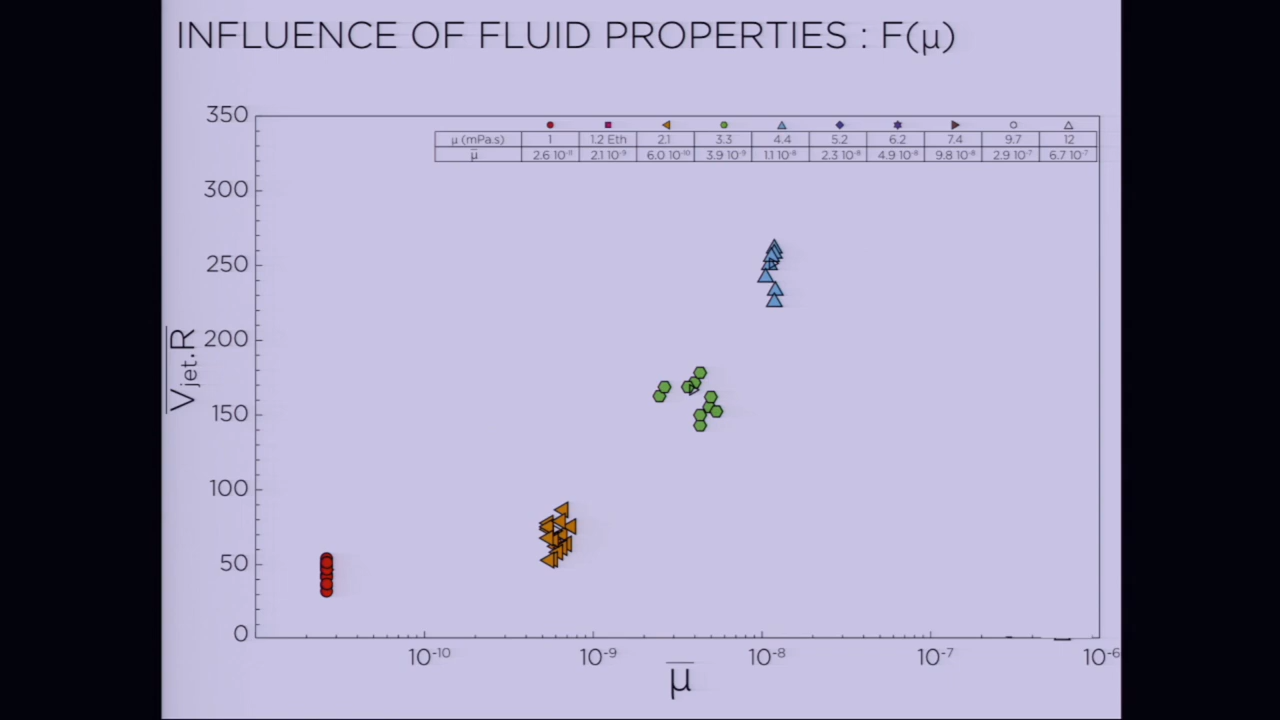 INFLUENCE OF FLUID PROPERTIES : F(μ)
350
μ (mPa.s) 1 1.2 Eth 2.1 3.3 4.4 5.2 6.2 7.4 9.7 12
μ̅ 2.6 10⁻¹¹ 2.1 10⁻⁹ 6.0 10⁻¹⁰ 3.9 10⁻⁹ 1.1 10⁻⁸ 2.3 10⁻⁸ 4.9 10⁻⁸ 9.8 10⁻⁸ 2.9 10⁻⁷ 6.7 10⁻⁷
300
250
200
150
100
50
0
V̅jet.R̅
10⁻¹⁰ 10⁻⁹ 10⁻⁸ 10⁻⁷ 10⁻⁶
μ̅